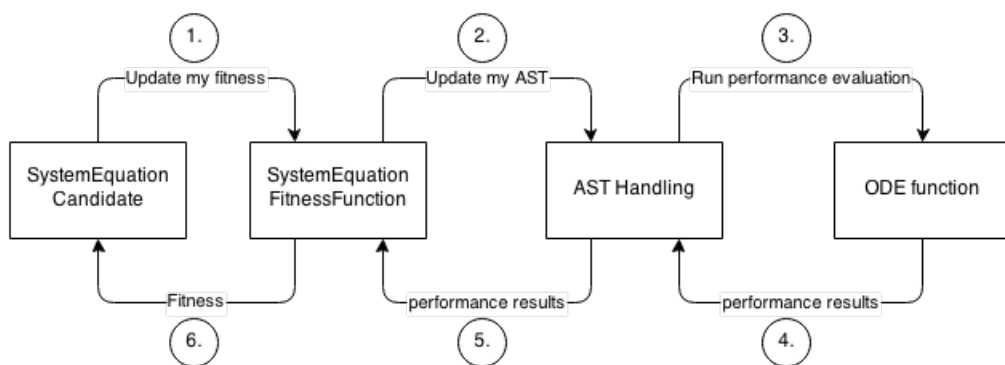 1.
2.
3.
Update my fitness
Update my AST
Run performance evaluation
SystemEquation
Candidate
SystemEquation
FitnessFunction
AST Handling
ODE function
Fitness
performance results
performance results
6.
5.
4.